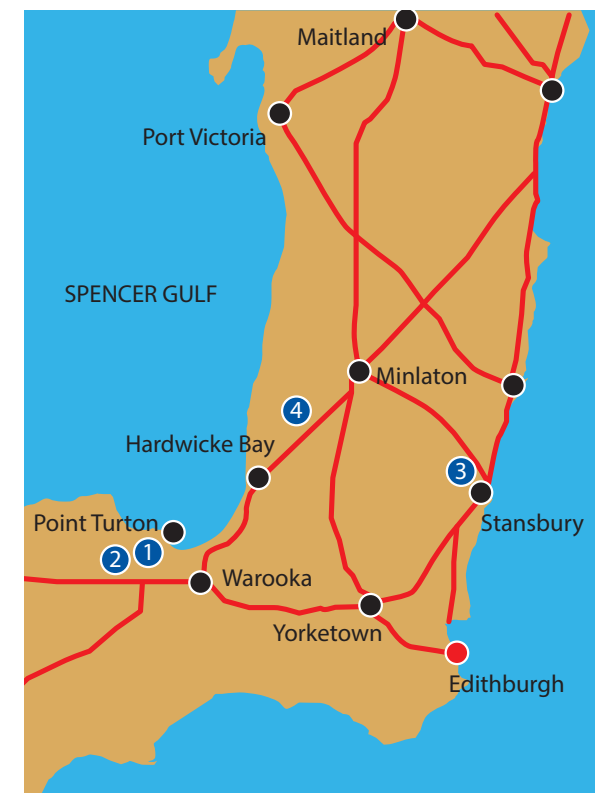 Maitland
Port Victoria
SPENCER GULF
Minlaton
4
Hardwicke Bay
3
Point Turton
Stansbury
2
1
Warooka
Yorketown
Edithburgh